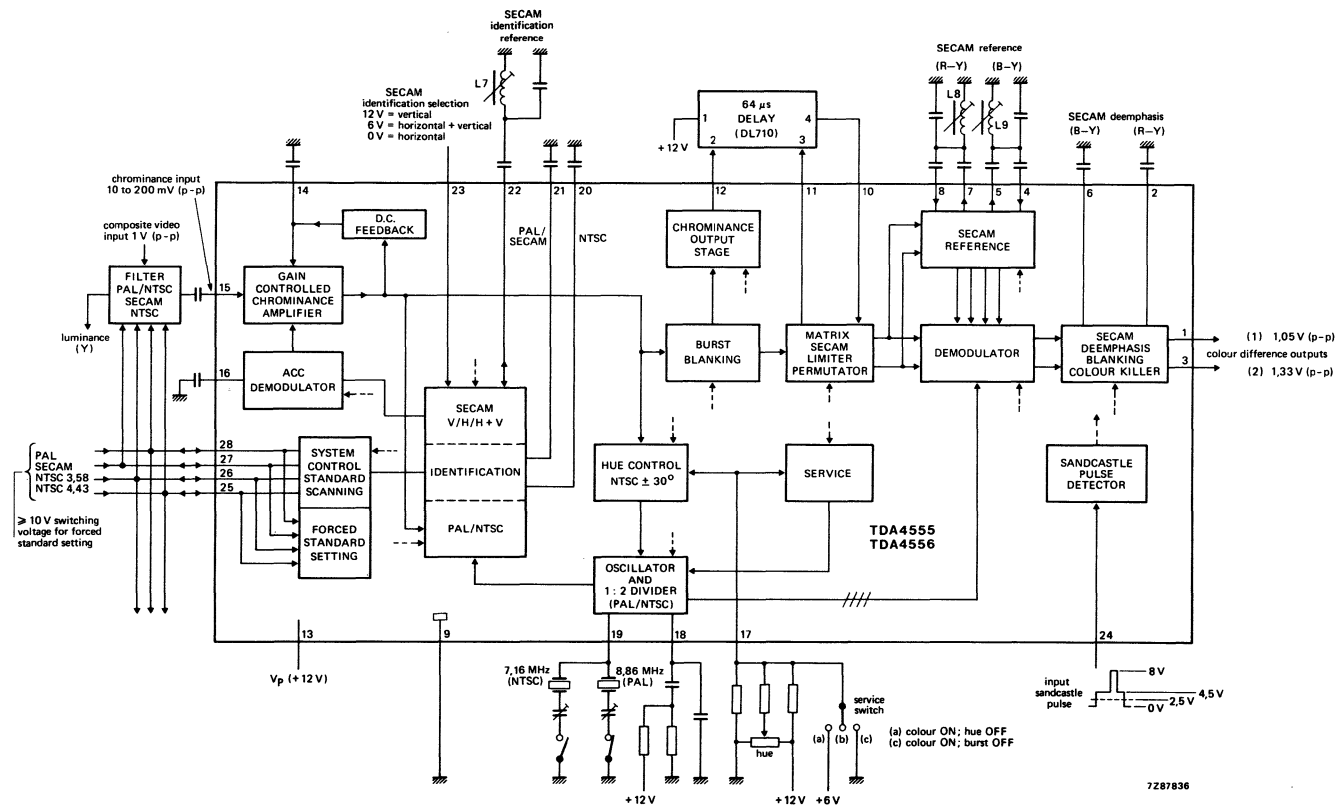 SECAM
identification
reference
L7
SECAM
identification selection
12 V = vertical
6 V = horizontal + vertical
0 V = horizontal
64 µs
DELAY
(DL710)
1
2
3
4
+12V
SECAM reference
(R–Y) (B–Y)
L8
L9
SECAM deemphasis
(B–Y) (R–Y)
chrominance input
10 to 200 mV (p-p)
composite video
input 1 V (p-p)
14
23
22
21
20
12
11
10
8
7
5
4
6
2
D.C.
FEEDBACK
PAL/
SECAM
NTSC
CHROMINANCE
OUTPUT
STAGE
SECAM
REFERENCE
FILTER
PAL/NTSC
SECAM
NTSC
15
GAIN
CONTROLLED
CHROMINANCE
AMPLIFIER
luminance
(Y)
BURST
BLANKING
MATRIX
SECAM
LIMITER
PERMUTATOR
DEMODULATOR
SECAM
DEEMPHASIS
BLANKING
COLOUR KILLER
1
3
(1) 1,05 V (p-p)
colour difference outputs
(2) 1,33 V (p-p)
16
ACC
DEMODULATOR
SECAM
V/H/H + V
IDENTIFICATION
PAL/NTSC
PAL
SECAM
NTSC 3,58
NTSC 4,43
28
27
26
25
SYSTEM
CONTROL
STANDARD
SCANNING
FORCED
STANDARD
SETTING
⩾ 10 V switching
voltage for forced
standard setting
HUE CONTROL
NTSC ± 30°
SERVICE
SANDCASTLE
PULSE
DETECTOR
TDA4555
TDA4556
OSCILLATOR
AND
1 : 2 DIVIDER
(PAL/NTSC)
13
9
19
18
17
24
Vp (+12 V)
7,16 MHz
(NTSC)
8,86 MHz
(PAL)
+12 V
hue
+12 V
+6 V
service
switch
(a) (b) (c)
(a) colour ON; hue OFF
(c) colour ON; burst OFF
input
sandcastle
pulse
8 V
4,5 V
2,5 V
0 V
7Z87836